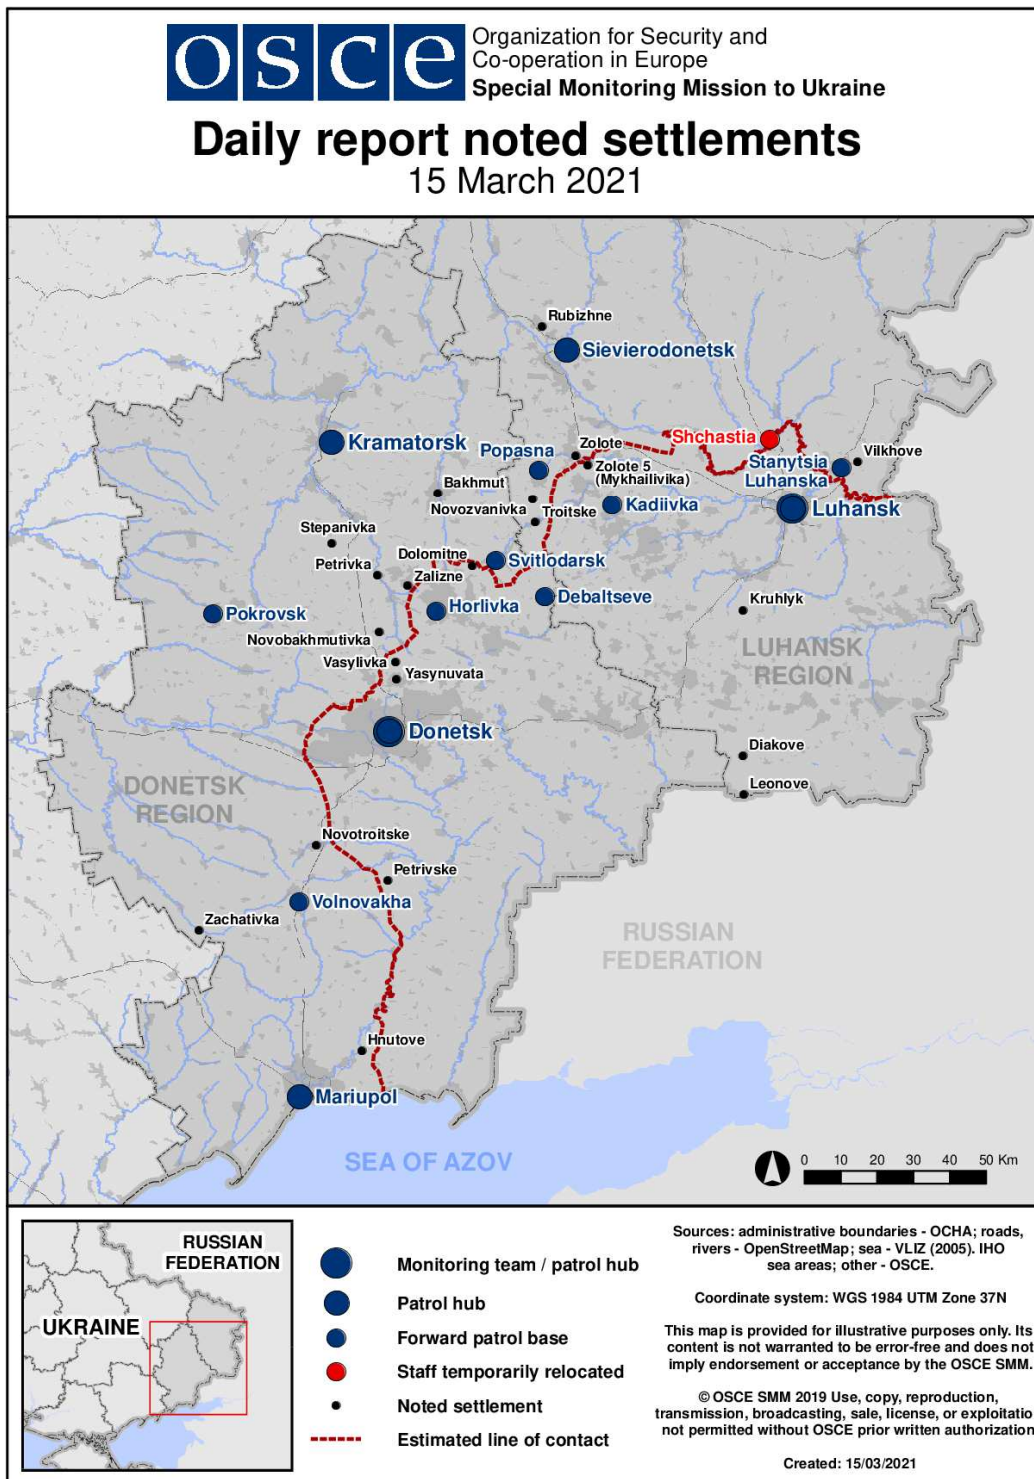 osce
Organization for Security and
Co-operation in Europe
Special Monitoring Mission to Ukraine
Daily report noted settlements
15 March 2021
Rubizhne
Sievierodonetsk
Kramatorsk
Popasna
Zolote
Shchastia
Zolote 5
(Mykhailivika)
Stanytsia
Luhanska
Vilkhove
Bakhmut
Novozvanivka
Troitske
Kadiivka
Luhansk
Stepanivka
Dolomitne
Svitlodarsk
Petrivka
Zalizne
Horlivka
Debaltseve
Kruhlyk
Pokrovsk
Novobakhmutivka
LUHANSK
REGION
Vasylivka
Yasynuvata
Donetsk
Diakove
DONETSK
REGION
Leonove
Novotroitske
Petrivske
Volnovakha
Zachativka
RUSSIAN
FEDERATION
Hnutove
Mariupol
SEA OF AZOV
0 10 20 30 40 50 Km
RUSSIAN
FEDERATION
UKRAINE
Monitoring team / patrol hub
Patrol hub
Forward patrol base
Staff temporarily relocated
Noted settlement
Estimated line of contact
Sources: administrative boundaries - OCHA; roads,
rivers - OpenStreetMap; sea - VLIZ (2005). IHO
sea areas; other - OSCE.
Coordinate system: WGS 1984 UTM Zone 37N
This map is provided for illustrative purposes only. Its
content is not warranted to be error-free and does not
imply endorsement or acceptance by the OSCE SMM.
© OSCE SMM 2019 Use, copy, reproduction,
transmission, broadcasting, sale, license, or exploitatio
not permitted without OSCE prior written authorization
Created: 15/03/2021